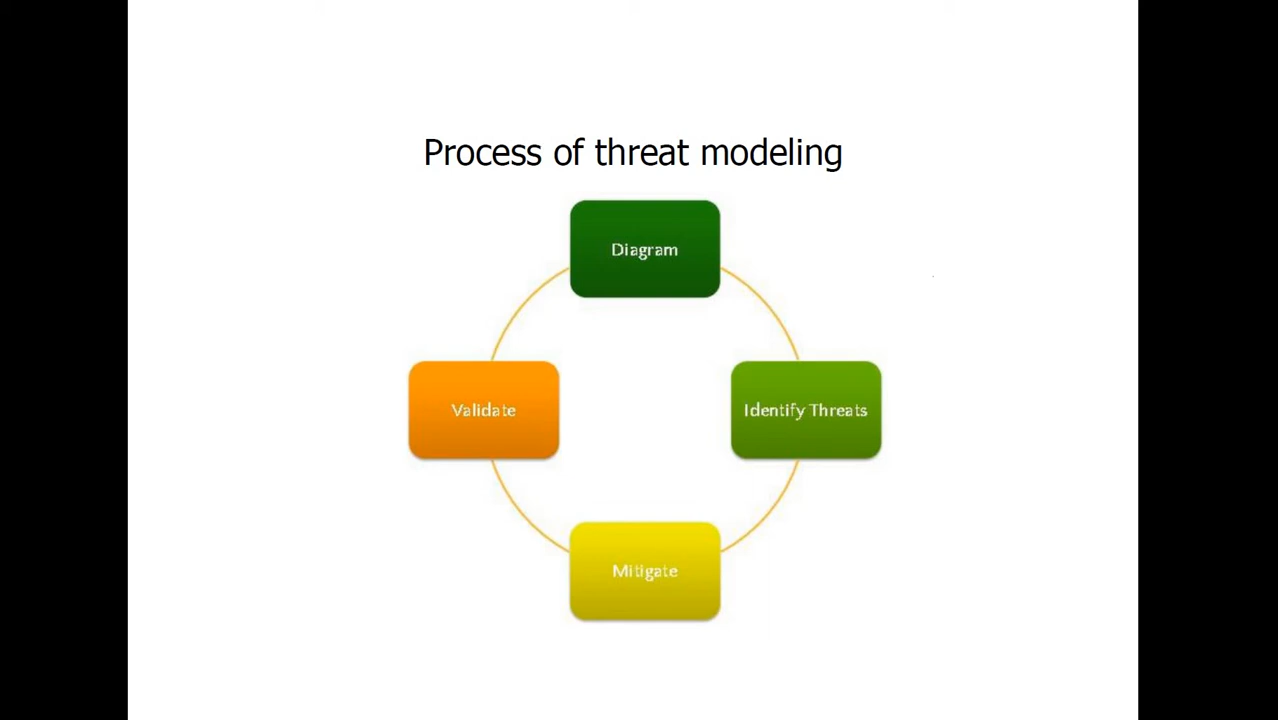 Process of threat modeling
Diagram
Identify Threats
Mitigate
Validate